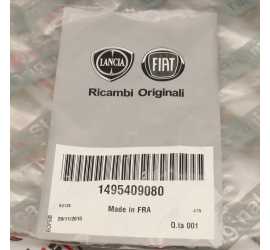 LANCIA FIAT
Ricambi Originali
1495409080
Made in FRA
29/11/2016 Q.ta 001